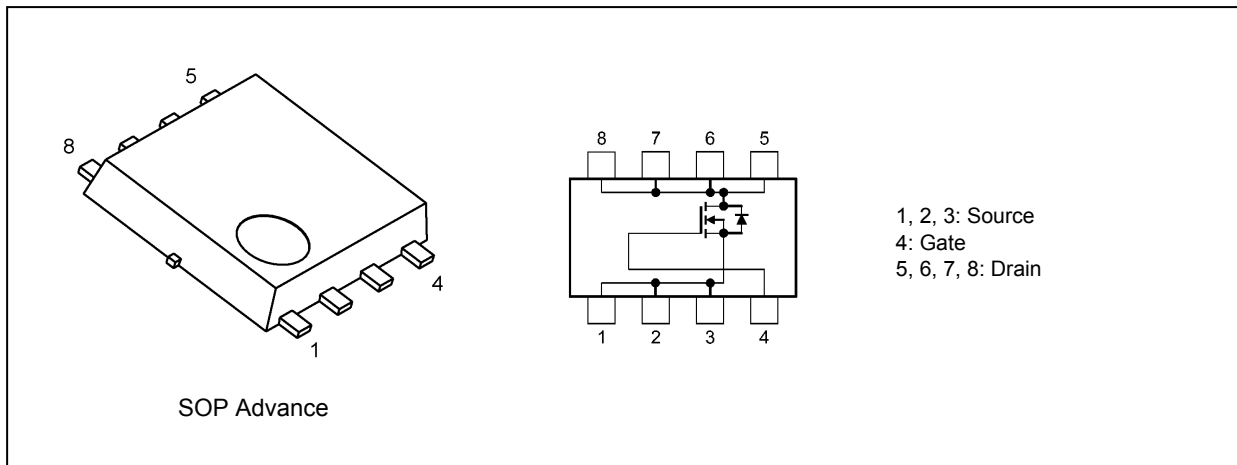 5
8
4
1
SOP Advance
8 7 6 5
1 2 3 4
1, 2, 3: Source
4: Gate
5, 6, 7, 8: Drain